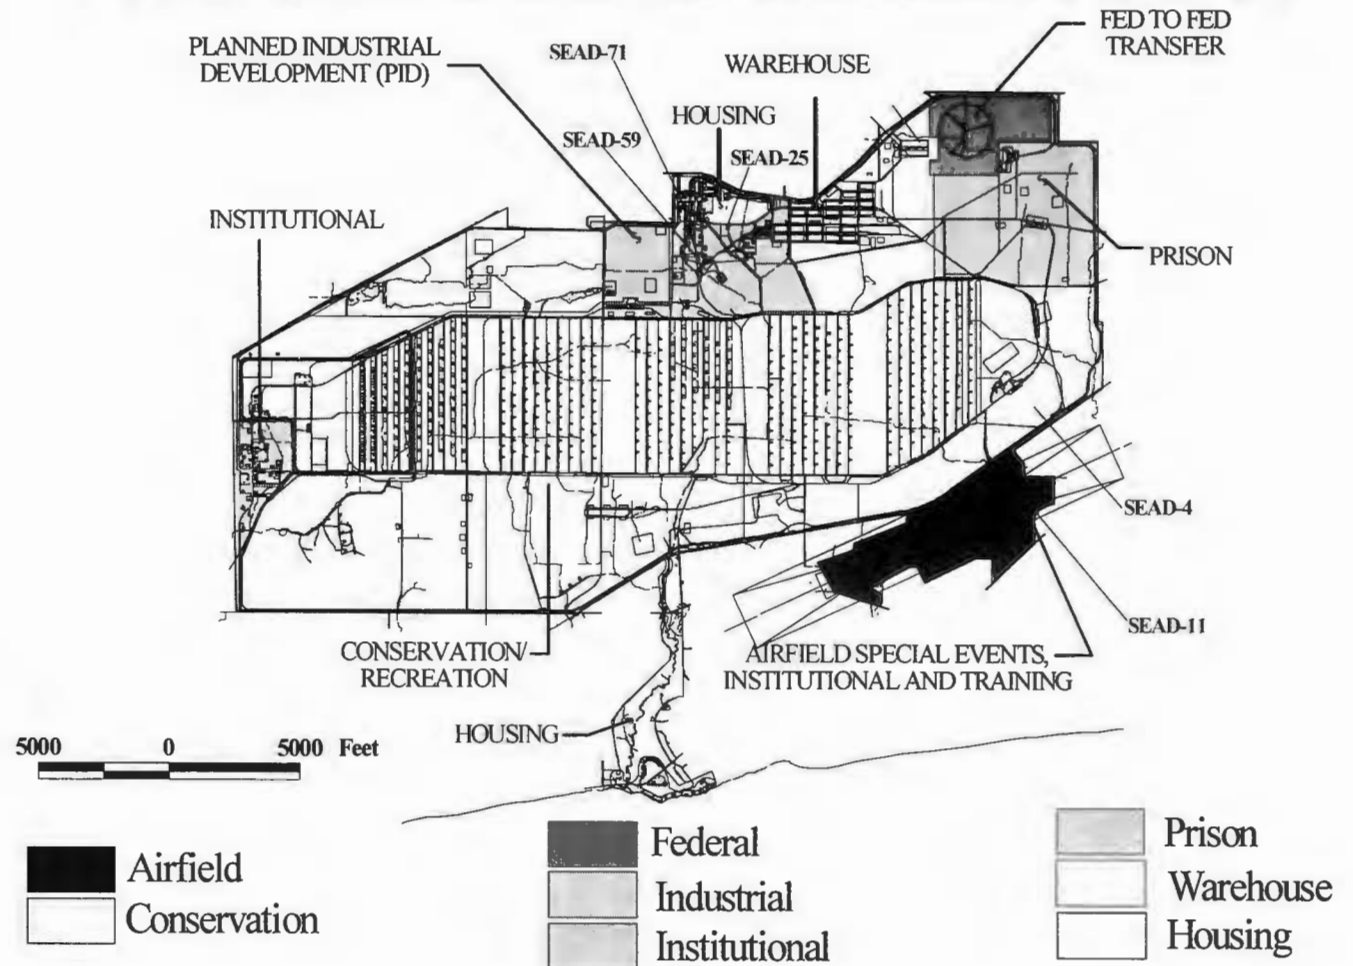 FED TO FED
TRANSFER
PLANNED INDUSTRIAL
DEVELOPMENT (PID)
SEAD-71
WAREHOUSE
HOUSING
SEAD-59
SEAD-25
INSTITUTIONAL
PRISON
SEAD-4
SEAD-11
CONSERVATION/
RECREATION
AIRFIELD SPECIAL EVENTS,
INSTITUTIONAL AND TRAINING
HOUSING
5000 0 5000 Feet
Airfield
Conservation
Federal
Industrial
Institutional
Prison
Warehouse
Housing